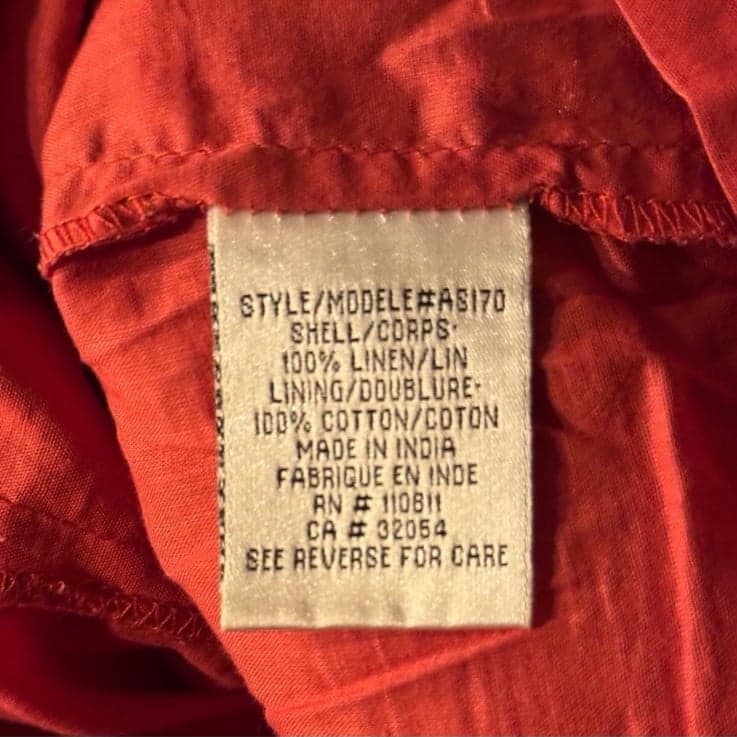 STYLE/MODELE#AS170
SHELL/CORPS:
100% LINEN/LIN
LINING/DOUBLURE:
100% COTTON/COTON
MADE IN INDIA
FABRIQUE EN INDE
RN # 110811
CA # 32054
SEE REVERSE FOR CARE